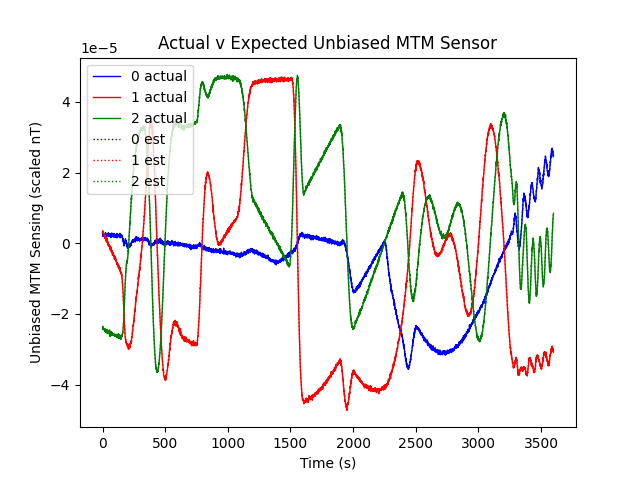 Actual v Expected Unbiased MTM Sensor
1e−5
0 actual
1 actual
2 actual
0 est
1 est
2 est
4
2
0
−2
−4
Unbiased MTM Sensing (scaled nT)
0
500
1000
1500
2000
2500
3000
3500
Time (s)